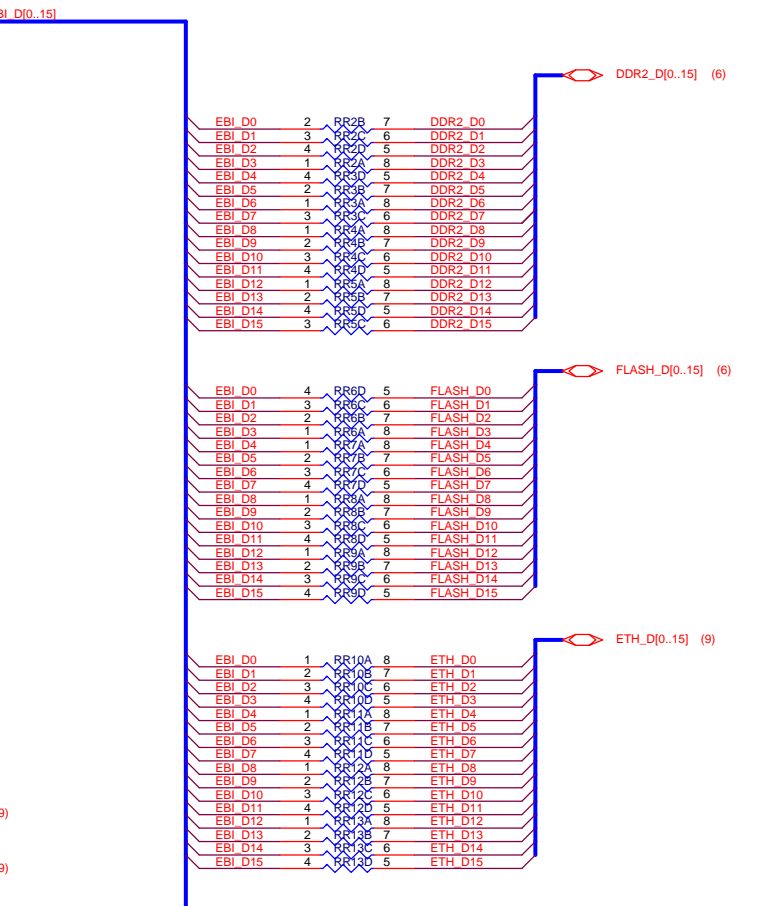 BI_D[0..15]
DDR2_D[0..15] (6)
EBI_D0 2 RR2B 7 DDR2_D0
EBI_D1 3 RR2C 6 DDR2_D1
EBI_D2 4 RR2D 5 DDR2_D2
EBI_D3 1 RR2A 8 DDR2_D3
EBI_D4 4 RR3D 5 DDR2_D4
EBI_D5 2 RR3B 7 DDR2_D5
EBI_D6 1 RR3A 8 DDR2_D6
EBI_D7 3 RR3C 6 DDR2_D7
EBI_D8 1 RR4A 8 DDR2_D8
EBI_D9 2 RR4B 7 DDR2_D9
EBI_D10 3 RR4C 6 DDR2_D10
EBI_D11 4 RR4D 5 DDR2_D11
EBI_D12 1 RR5A 8 DDR2_D12
EBI_D13 2 RR5B 7 DDR2_D13
EBI_D14 4 RR5D 5 DDR2_D14
EBI_D15 3 RR5C 6 DDR2_D15
FLASH_D[0..15] (6)
EBI_D0 4 RR6D 5 FLASH_D0
EBI_D1 3 RR6C 6 FLASH_D1
EBI_D2 2 RR6B 7 FLASH_D2
EBI_D3 1 RR6A 8 FLASH_D3
EBI_D4 1 RR7A 8 FLASH_D4
EBI_D5 2 RR7B 7 FLASH_D5
EBI_D6 3 RR7C 6 FLASH_D6
EBI_D7 4 RR7D 5 FLASH_D7
EBI_D8 1 RR8A 8 FLASH_D8
EBI_D9 2 RR8B 7 FLASH_D9
EBI_D10 3 RR8C 6 FLASH_D10
EBI_D11 4 RR8D 5 FLASH_D11
EBI_D12 1 RR9A 8 FLASH_D12
EBI_D13 2 RR9B 7 FLASH_D13
EBI_D14 3 RR9C 6 FLASH_D14
EBI_D15 4 RR9D 5 FLASH_D15
ETH_D[0..15] (9)
EBI_D0 1 RR10A 8 ETH_D0
EBI_D1 2 RR10B 7 ETH_D1
EBI_D2 3 RR10C 6 ETH_D2
EBI_D3 4 RR10D 5 ETH_D3
EBI_D4 1 RR11A 8 ETH_D4
EBI_D5 2 RR11B 7 ETH_D5
EBI_D6 3 RR11C 6 ETH_D6
EBI_D7 4 RR11D 5 ETH_D7
EBI_D8 1 RR12A 8 ETH_D8
EBI_D9 2 RR12B 7 ETH_D9
EBI_D10 3 RR12C 6 ETH_D10
EBI_D11 4 RR12D 5 ETH_D11
9)
EBI_D12 1 RR13A 8 ETH_D12
EBI_D13 2 RR13B 7 ETH_D13
EBI_D14 3 RR13C 6 ETH_D14
EBI_D15 4 RR13D 5 ETH_D15
9)